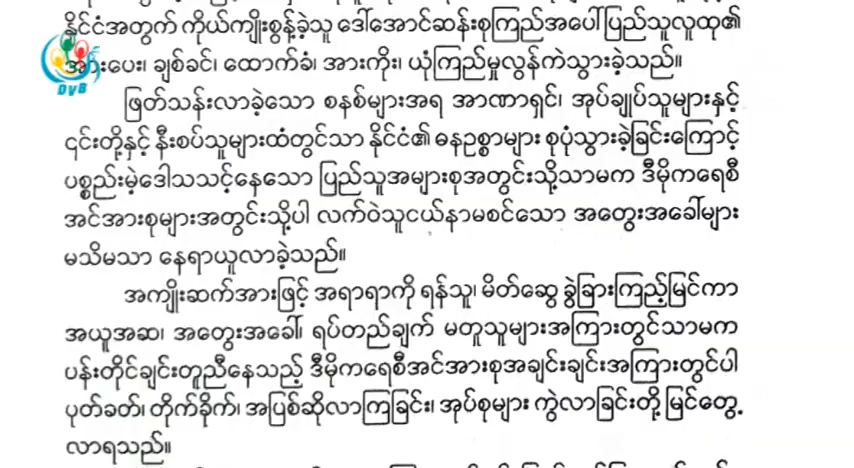 နိုင်ငံအတွက် ကိုယ်ကျိုးစွန့်ခဲ့သူ ဒေါ်အောင်ဆန်းစုကြည်အပေါ် ပြည်သူလူထု၏
အားပေး၊ ချစ်ခင်၊ ထောက်ခံ၊ အားကိုး၊ ယုံကြည်မှုလွန်ကဲသွားခဲ့သည်။
DVB
ဖြတ်သန်းလာခဲ့သော စနစ်များအရ အာဏာရှင်၊ အုပ်ချုပ်သူများနှင့်
၎င်းတို့နှင့် နီးစပ်သူများထံတွင်သာ နိုင်ငံ၏ ဓနဥစ္စာများ စုပုံသွားခဲ့ခြင်းကြောင့်
ပစ္စည်းမဲ့ဒေါသသင့်နေသော ပြည်သူအများစုအတွင်းသို့သာမက ဒီမိုကရေစီ
အင်အားစုများအတွင်းသို့ပါ လက်ဝဲသူငယ်နာမစင်သော အတွေးအခေါ်များ
မသိမသာ နေရာယူလာခဲ့သည်။
အကျိုးဆက်အားဖြင့် အရာရာကို ရန်သူ၊ မိတ်ဆွေ ခွဲခြားကြည့်မြင်ကာ
အယူအဆ၊ အတွေးအခေါ်၊ ရပ်တည်ချက် မတူသူများအကြားတွင်သာမက
ပန်းတိုင်ချင်းတူညီနေသည့် ဒီမိုကရေစီအင်အားစုအချင်းချင်းအကြားတွင်ပါ
ပုတ်ခတ်၊ တိုက်ခိုက်၊ အပြစ်ဆိုလာကြခြင်း၊ အုပ်စုများ ကွဲလာခြင်းတို့ မြင်တွေ့
လာရသည်။